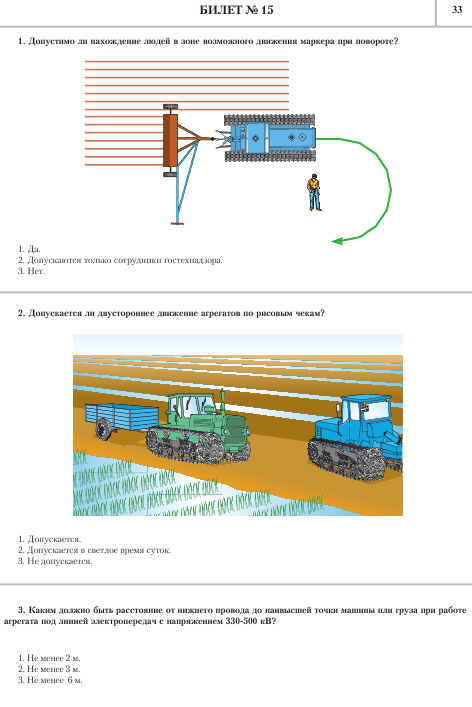 БИЛЕТ № 15
33
1. Допустимо ли нахождение людей в зоне возможного движения маркера при повороте?
1. Да.
2. Допускаются только сотрудники гостехнадзора.
3. Нет.
2. Допускается ли двустороннее движение агрегатов по рисовым чекам?
1. Допускается.
2. Допускается в светлое время суток.
3. Не допускается.
3. Каким должно быть расстояние от нижнего провода до наивысшей точки машины или груза при работе
агрегата под линией электропередач с напряжением 330-500 кВ?
1. Не менее 2 м.
2. Не менее 3 м.
3. Не менее 6 м.